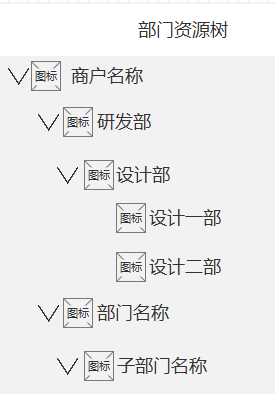 部门资源树
图标 商户名称
图标 研发部
图标 设计部
图标 设计一部
图标 设计二部
图标 部门名称
图标 子部门名称